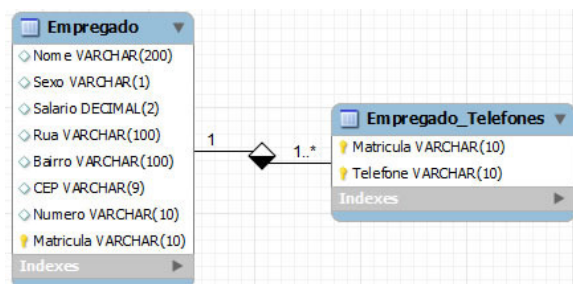 Empregado
Nome VARCHAR(200)
Sexo VARCHAR(1)
Salario DECIMAL(2)
Rua VARCHAR(100)
Bairro VARCHAR(100)
CEP VARCHAR(9)
Numero VARCHAR(10)
Matricula VARCHAR(10)
Indexes
1
1..*
Empregado_Telefones
Matricula VARCHAR(10)
Telefone VARCHAR(10)
Indexes